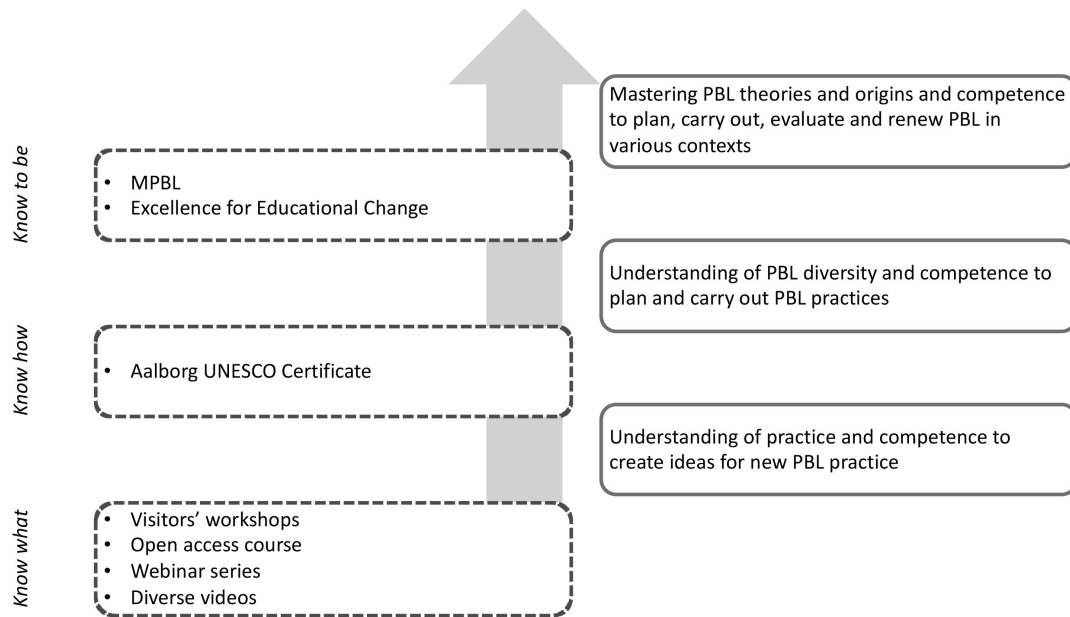 Mastering PBL theories and origins and competence
to plan, carry out, evaluate and renew PBL in
various contexts
Know to be
• MPBL
• Excellence for Educational Change
Understanding of PBL diversity and competence to
plan and carry out PBL practices
Know how
• Aalborg UNESCO Certificate
Understanding of practice and competence to
create ideas for new PBL practice
Know what
• Visitors’ workshops
• Open access course
• Webinar series
• Diverse videos